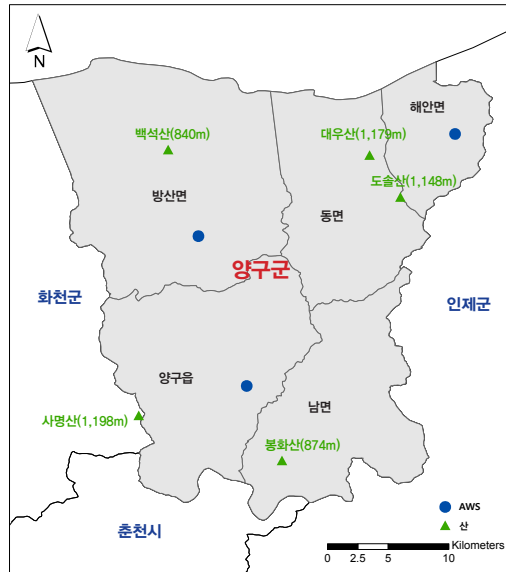 N
해안면
백석산(840m)
대우산(1,179m)
도솔산(1,148m)
방산면
동면
양구군
화천군
인제군
양구읍
남면
사명산(1,198m)
봉화산(874m)
춘천시
AWS
산
Kilometers
0 2.5 5 10